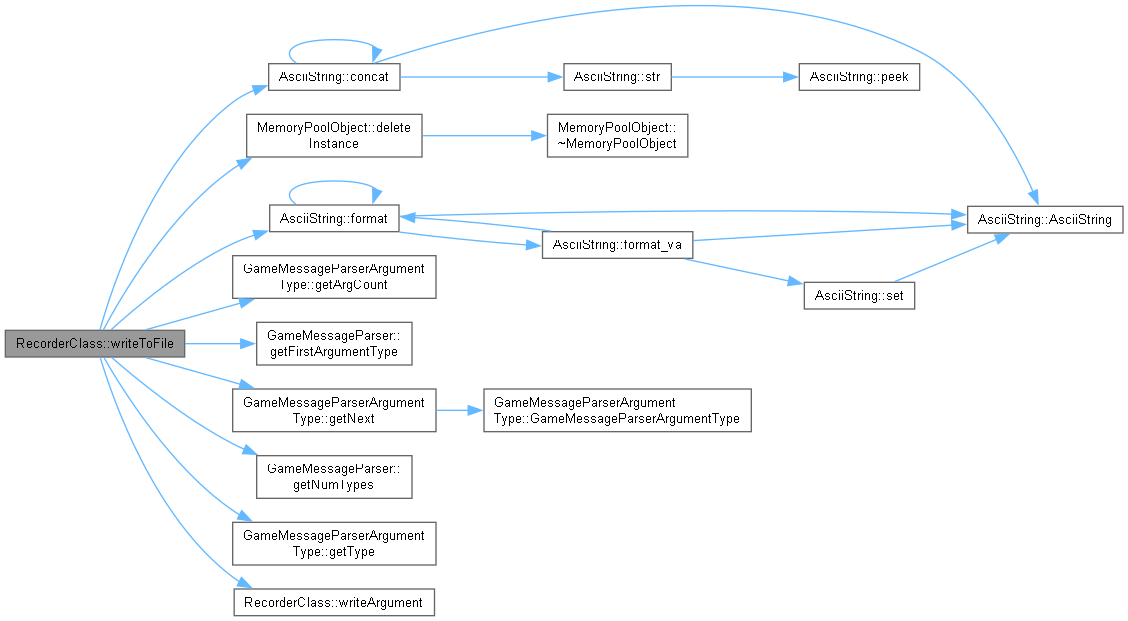 AsciiString::concat
AsciiString::str
AsciiString::peek
MemoryPoolObject::delete
Instance
MemoryPoolObject::
~MemoryPoolObject
AsciiString::format
AsciiString::AsciiString
AsciiString::format_va
GameMessageParserArgument
Type::getArgCount
AsciiString::set
RecorderClass::writeToFile
GameMessageParser::
getFirstArgumentType
GameMessageParserArgument
Type::getNext
GameMessageParserArgument
Type::GameMessageParserArgumentType
GameMessageParser::
getNumTypes
GameMessageParserArgument
Type::getType
RecorderClass::writeArgument